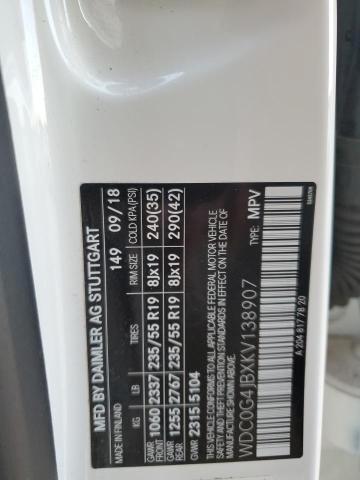 MFD BY DAIMLER AG STUTTGART
MADE IN FINLAND 149 09/18
KG LB TIRES RIM SIZE COLD KPA(PSI)
GAWR FRONT 1060 2337 235/55 R19 8Jx19 240(35)
GAWR REAR 1255 2767 235/55 R19 8Jx19 290(42)
GVWR 2315 5104
THIS VEHICLE CONFORMS TO ALL APPLICABLE FEDERAL MOTOR VEHICLE
SAFETY AND THEFT PREVENTION STANDARDS IN EFFECT ON THE DATE OF
MANUFACTURE SHOWN ABOVE.
TYPE: MPV
WDC0G4JBXKV138907
A 204 817 78 20